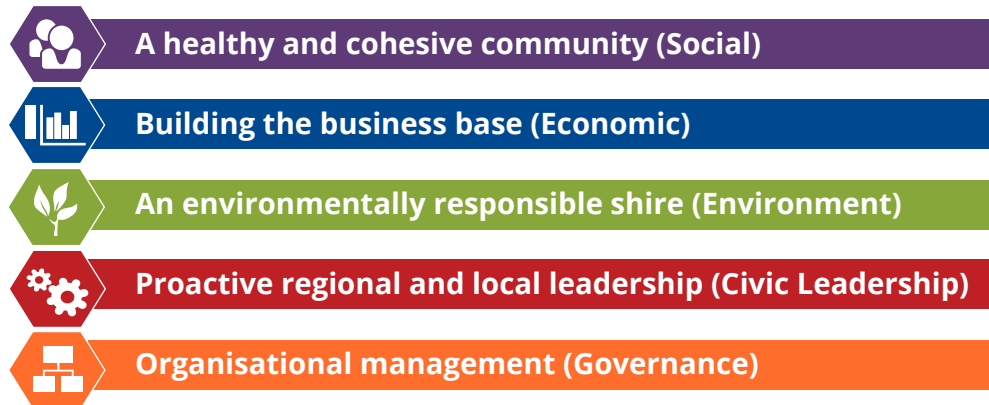 A healthy and cohesive community (Social)
Building the business base (Economic)
An environmentally responsible shire (Environment)
Proactive regional and local leadership (Civic Leadership)
Organisational management (Governance)